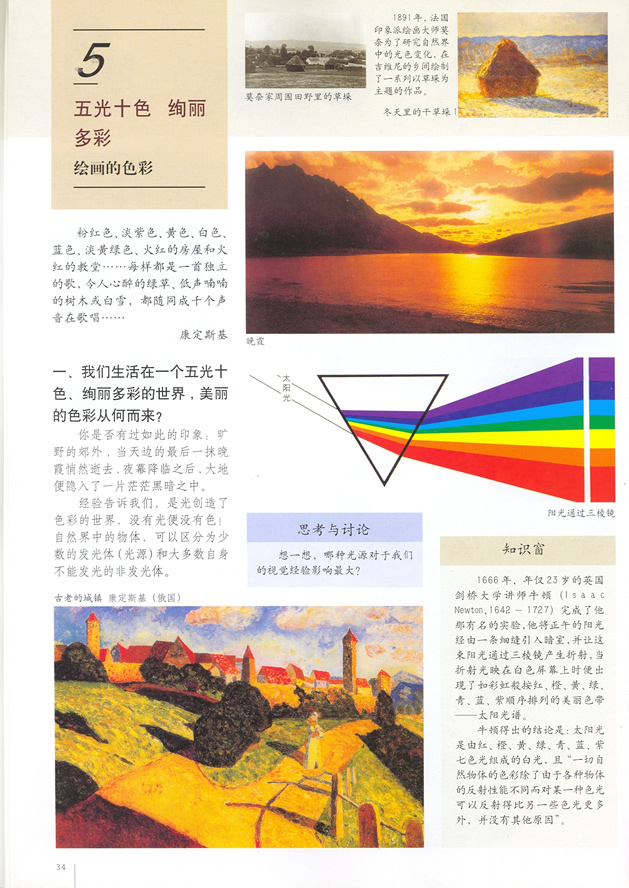 5
五光十色 绚丽
多彩
绘画的色彩
莫奈家周围田野里的草垛
1891年，法国
印象派绘画大师莫
奈为了研究自然界
中的光色变化，在
吉维尼的乡间绘制
了一系列以草垛为
主题的作品。
冬天里的干草垛1
粉红色、淡紫色、黄色、白色、
蓝色、淡黄绿色、火红的房屋和火
红的教堂……每样都是一首独立
的歌，令人心醉的绿草、低声喃喃
的树木或白雪，都随同成千个声
音在歌唱……
康定斯基
晚霞
一、我们生活在一个五光十
色、绚丽多彩的世界，美丽
的色彩从何而来？
你是否有过如此的印象：旷
野的郊外，当天边的最后一抹晚
霞悄然逝去，夜幕降临之后，大地
便隐入了一片茫茫黑暗之中。
经验告诉我们，是光创造了
色彩的世界，没有光便没有色！
自然界中的物体，可以区分为少
数的发光体（光源）和大多数自身
不能发光的非发光体。
太阳光
阳光通过三棱镜
思考与讨论
想一想，哪种光源对于我们
的视觉经验影响最大？
知识窗
1666年，年仅23岁的英国
剑桥大学讲师牛顿（Isaac
Newton,1642－1727）完成了他
那有名的实验，他将正午的阳光
经由一条细缝引入暗室，并让这
束阳光通过三棱镜产生折射，当
折射光映在白色屏幕上时便出
现了如彩虹般按红、橙、黄、绿、
青、蓝、紫顺序排列的美丽色带
——太阳光谱。
牛顿得出的结论是：太阳光
是由红、橙、黄、绿、青、蓝、紫
七色光组成的白光，且“一切自
然物体的色彩除了由于各种物体
的反射性能不同而对某一种色光
可以反射得比另一些色光更多
外，并没有其他原因”。
古老的城镇 康定斯基（俄国）
34